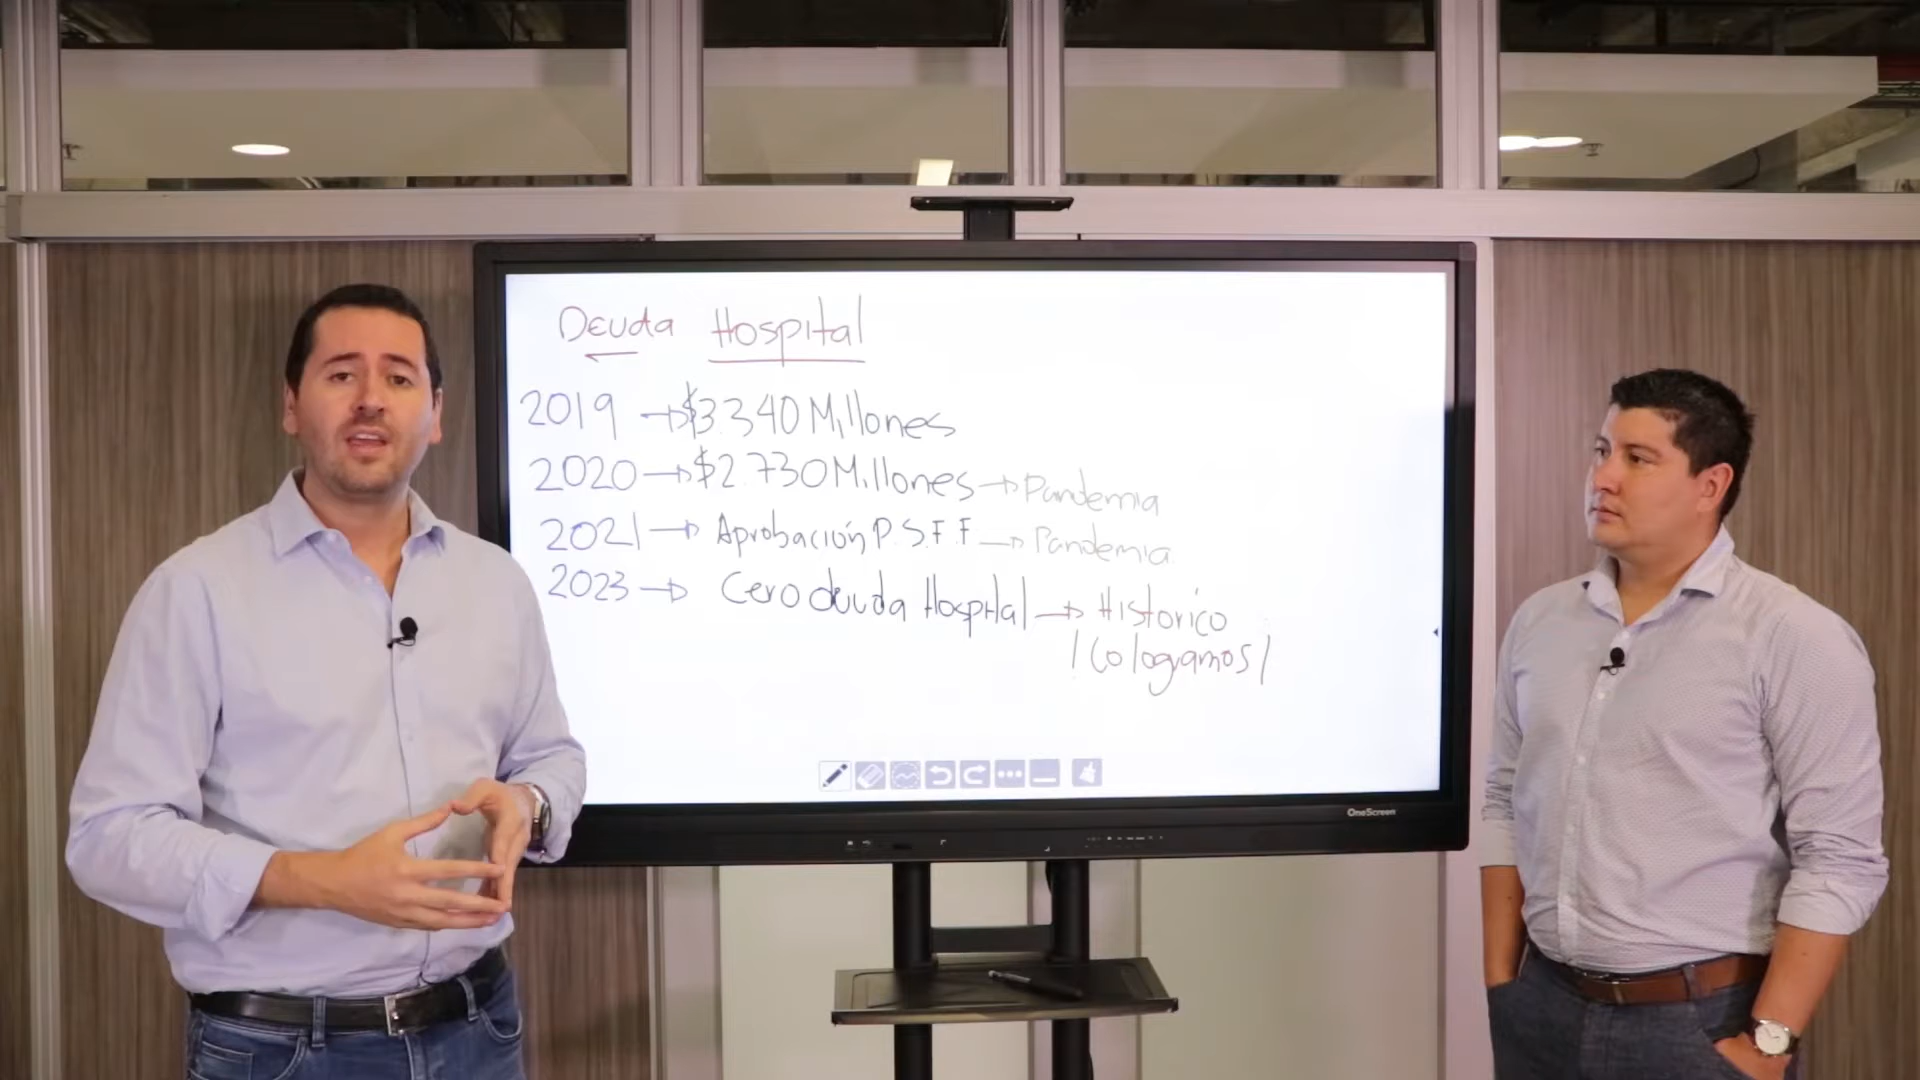 Deuda Hospital
2019 → $3.340 Millones
2020 → $2.730 Millones → Pandemia
2021 → Aprobación P.S.F.F → Pandemia
2023 → Cero deuda Hospital → Historico
¡Lo logramos!
OneScreen